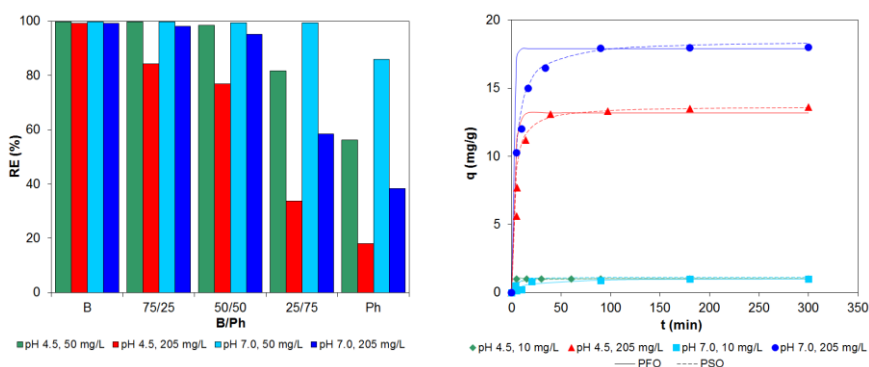 100
80
60
40
20
0
RE (%)
B
75/25
50/50
25/75
Ph
B/Ph
pH 4.5, 50 mg/L
pH 4.5, 205 mg/L
pH 7.0, 50 mg/L
pH 7.0, 205 mg/L
20
15
10
5
0
q (mg/g)
0
50
100
150
200
250
300
350
t (min)
pH 4.5, 10 mg/L
pH 4.5, 205 mg/L
pH 7.0, 10 mg/L
pH 7.0, 205 mg/L
PFO
PSO